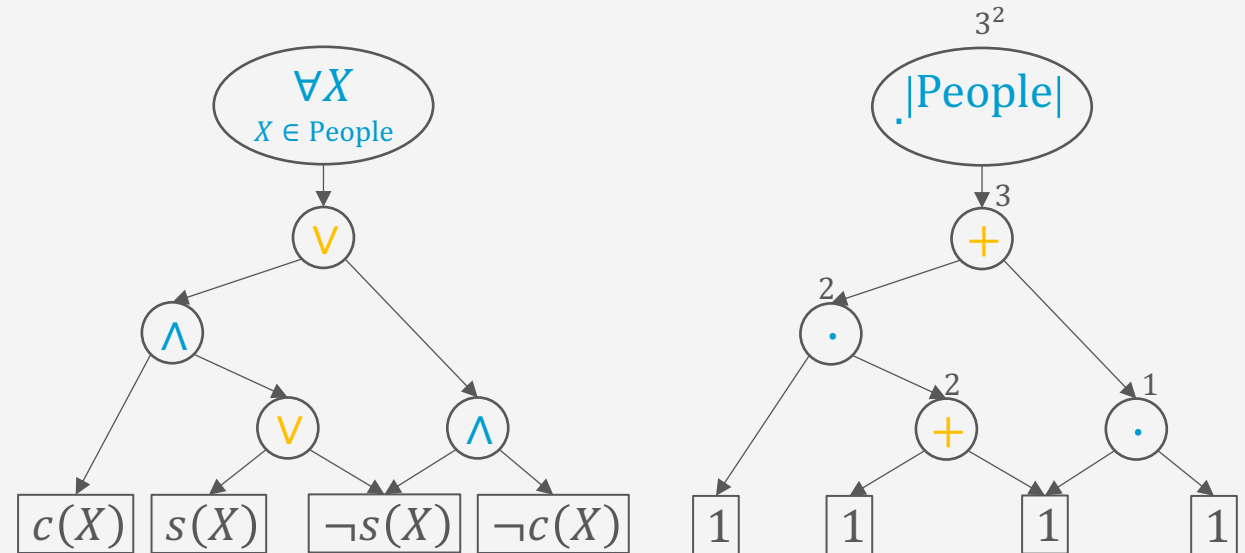 ∀X
X ∈ People
∨
∧
∨
∧
c(X)
s(X)
¬s(X)
¬c(X)
3²
.|People|
3
+
2
·
2
+
1
·
1
1
1
1